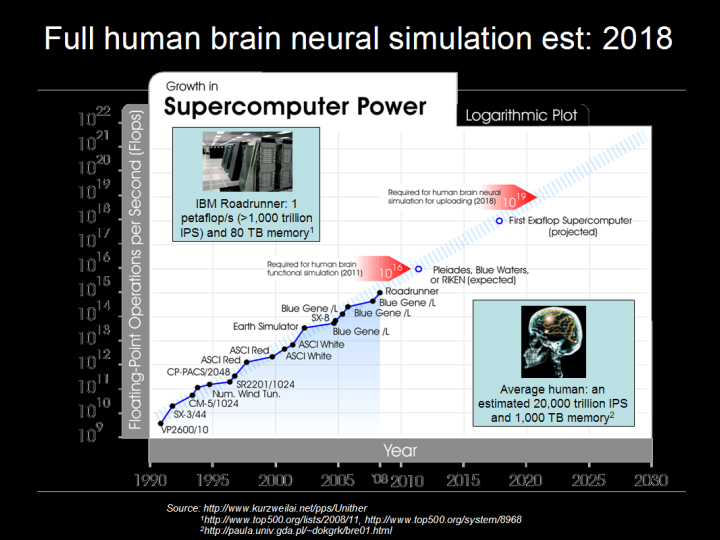 Full human brain neural simulation est: 2018
Growth in
Supercomputer Power
Logarithmic Plot
Floating-Point Operations per Second (Flops)
10^22
10^21
10^20
10^19
10^18
10^17
10^16
10^15
10^14
10^13
10^12
10^11
10^10
10^9
IBM Roadrunner: 1
petaflop/s (>1,000 trillion
IPS) and 80 TB memory1
Required for human brain neural
simulation for uploading (2018)
10^19
First Exaflop Supercomputer
(projected)
Required for human brain
functional simulation (2011)
10^16
Pleiades, Blue Waters,
or RIKEN (expected)
Roadrunner
Blue Gene /L
Blue Gene /L
Blue Gene /L
SX-8
Blue Gene /L
Earth Simulator
ASCI White
ASCI White
ASCI Red
ASCI Red
CP-PACS/2048
SR2201/1024
Num. Wind Tun.
CM-5/1024
SX-3/44
VP2600/10
Average human: an
estimated 20,000 trillion IPS
and 1,000 TB memory2
Year
1990 1995 2000 2005 '08 2010 2015 2020 2025 2030
Source: http://www.kurzweilai.net/pps/Unither
1http://www.top500.org/lists/2008/11, http://www.top500.org/system/8968
2http://paula.univ.gda.pl/~dokgrk/bre01.html